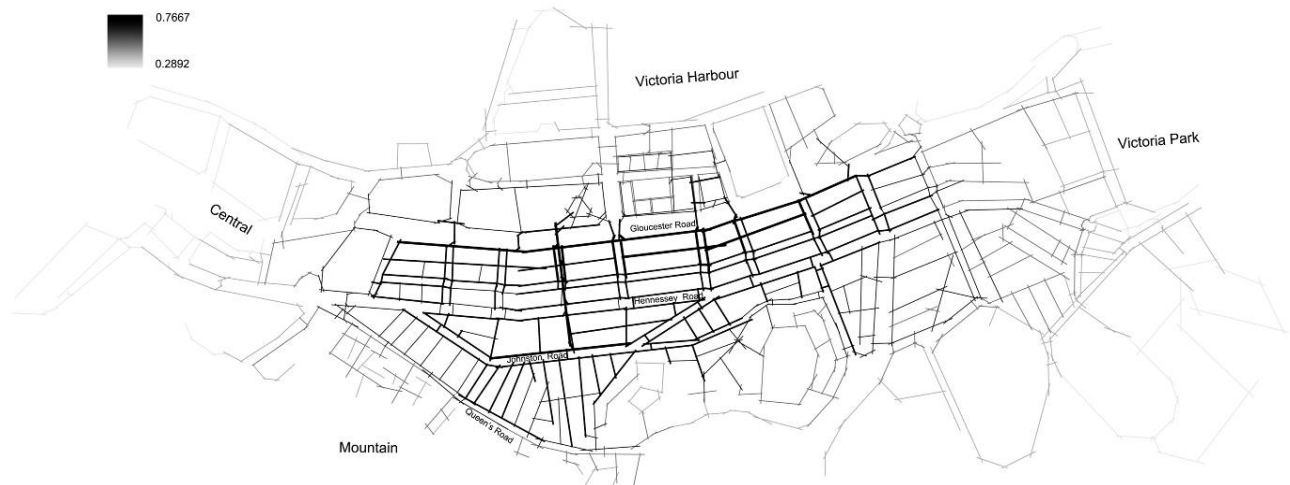 0.7667
0.2892
Victoria Harbour
Victoria Park
Central
Gloucester Road
Hennessey Road
Johnston Road
Queen's Road
Mountain